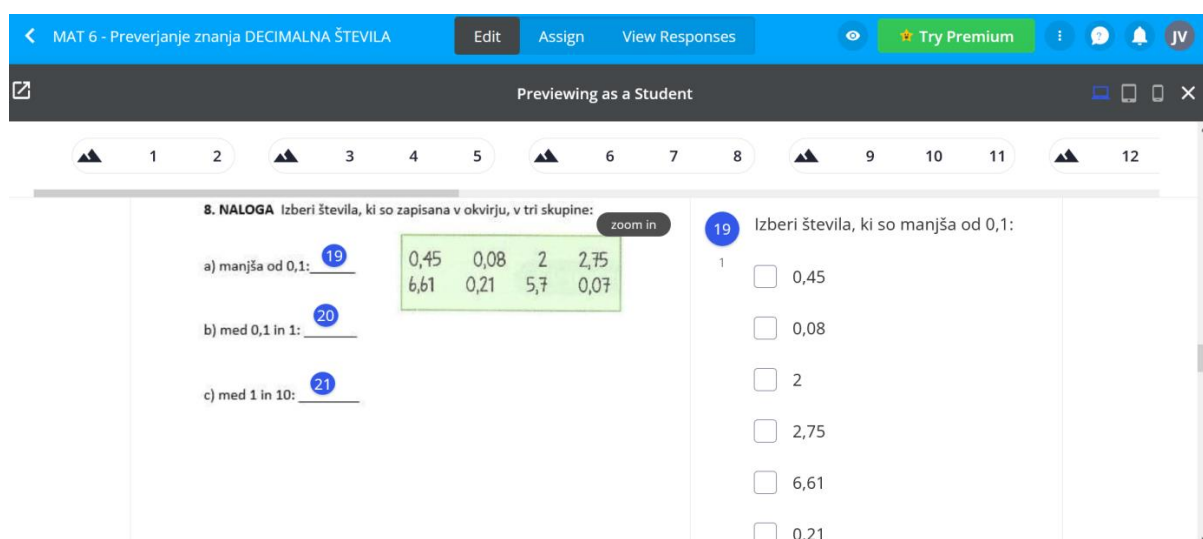 MAT 6 - Preverjanje znanja DECIMALNA ŠTEVILA Edit Assign View Responses Try Premium JV
Previewing as a Student
1 2 3 4 5 6 7 8 9 10 11 12
8. NALOGA Izberi števila, ki so zapisana v okvirju, v tri skupine:
zoom in
a) manjša od 0,1: 19
0,45 0,08 2 2,75
6,61 0,21 5,7 0,07
b) med 0,1 in 1: 20
c) med 1 in 10: 21
19 Izberi števila, ki so manjša od 0,1:
1
0,45
0,08
2
2,75
6,61
0,21